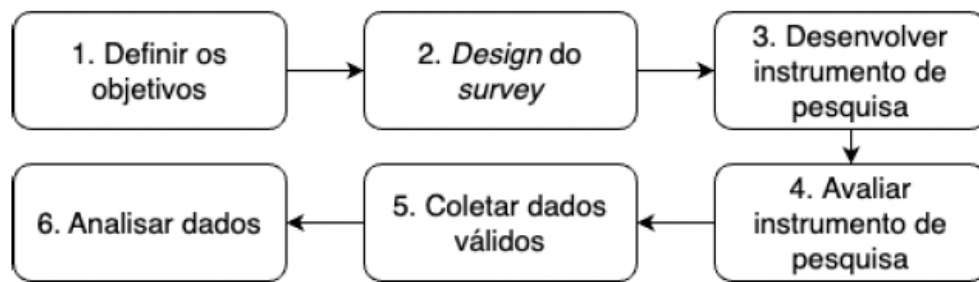 1. Definir os
objetivos
2. Design do
survey
3. Desenvolver
instrumento de
pesquisa
4. Avaliar
instrumento de
pesquisa
5. Coletar dados
válidos
6. Analisar dados